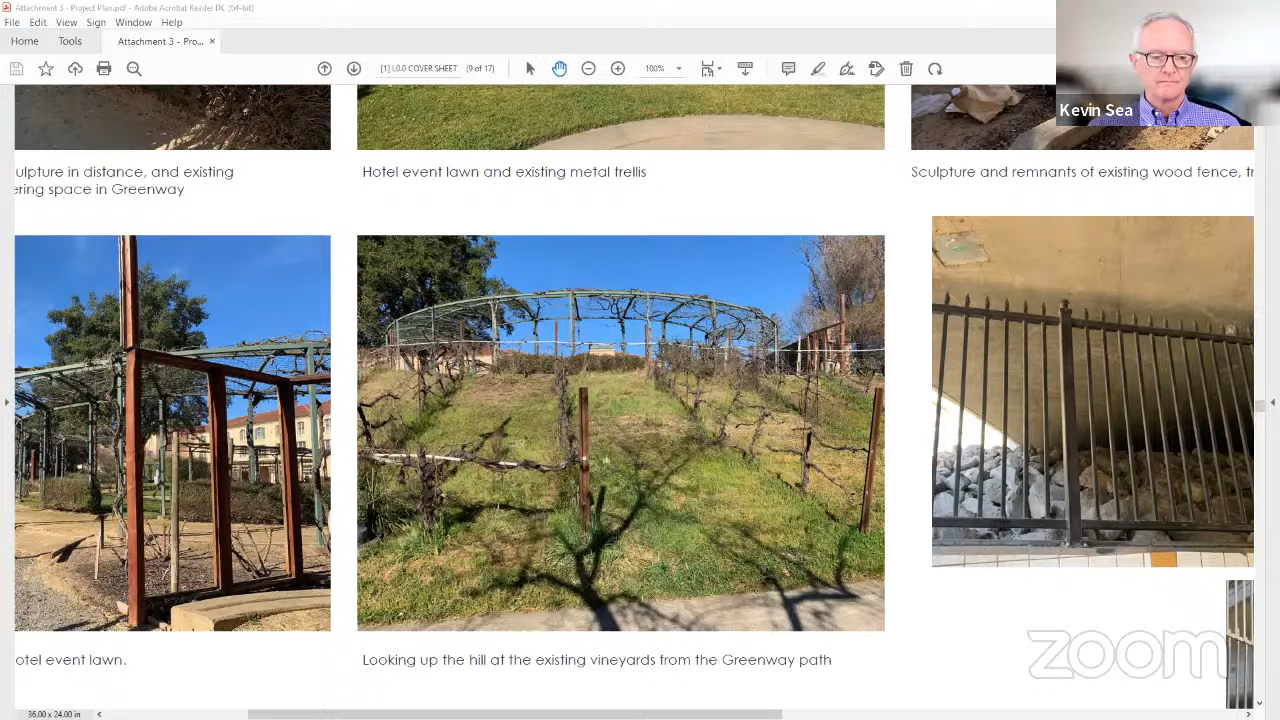 Attachment 3 - Project Plan.pdf - Adobe Acrobat Reader DC (64-bit)
File Edit View Sign Window Help
Home Tools Attachment 3 - Pro... ×
[1] L0.0 COVER SHEET (9 of 17) 100%
Kevin Sea
ulpture in distance, and existing
ering space in Greenway
Hotel event lawn and existing metal trellis
Sculpture and remnants of existing wood fence, tr
otel event lawn.
Looking up the hill at the existing vineyards from the Greenway path
zoom
36.00 x 24.00 in